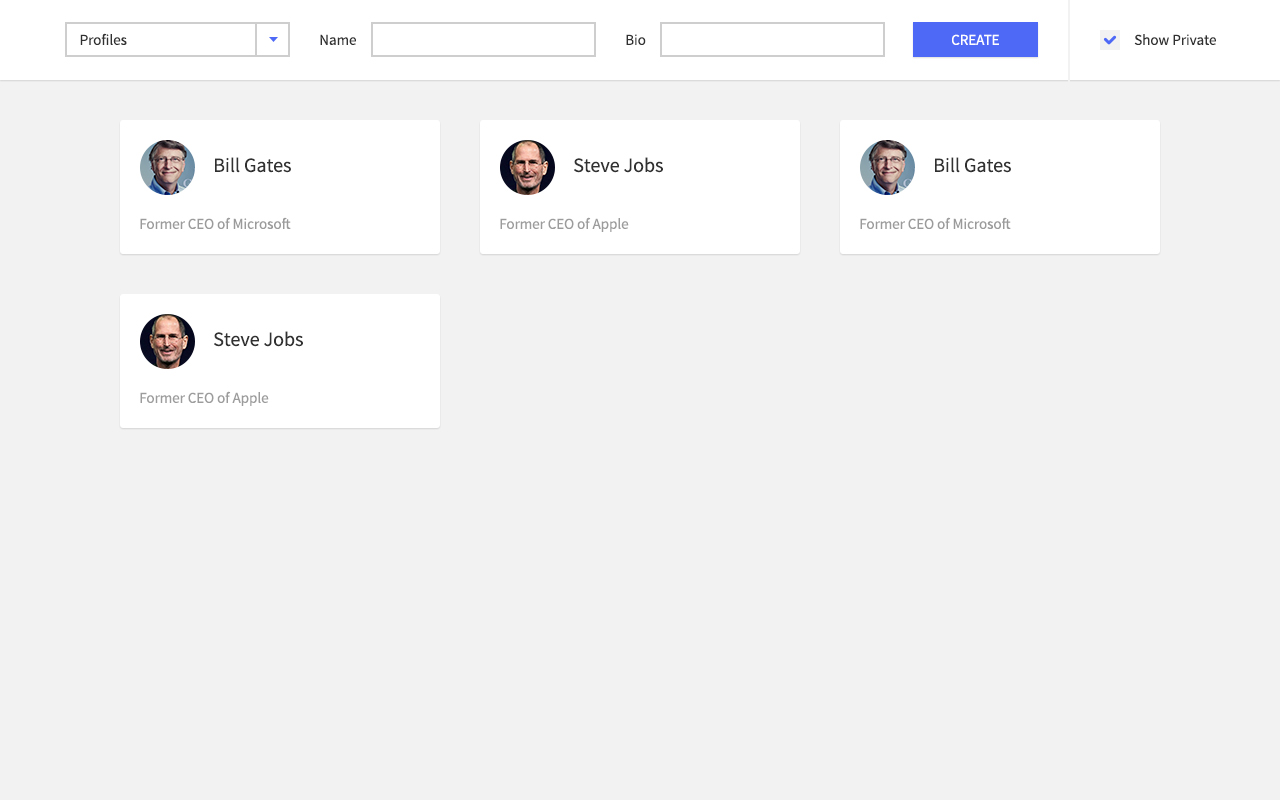 Profiles
Name
Bio
CREATE
Show Private
Bill Gates
Former CEO of Microsoft
Steve Jobs
Former CEO of Apple
Bill Gates
Former CEO of Microsoft
Steve Jobs
Former CEO of Apple